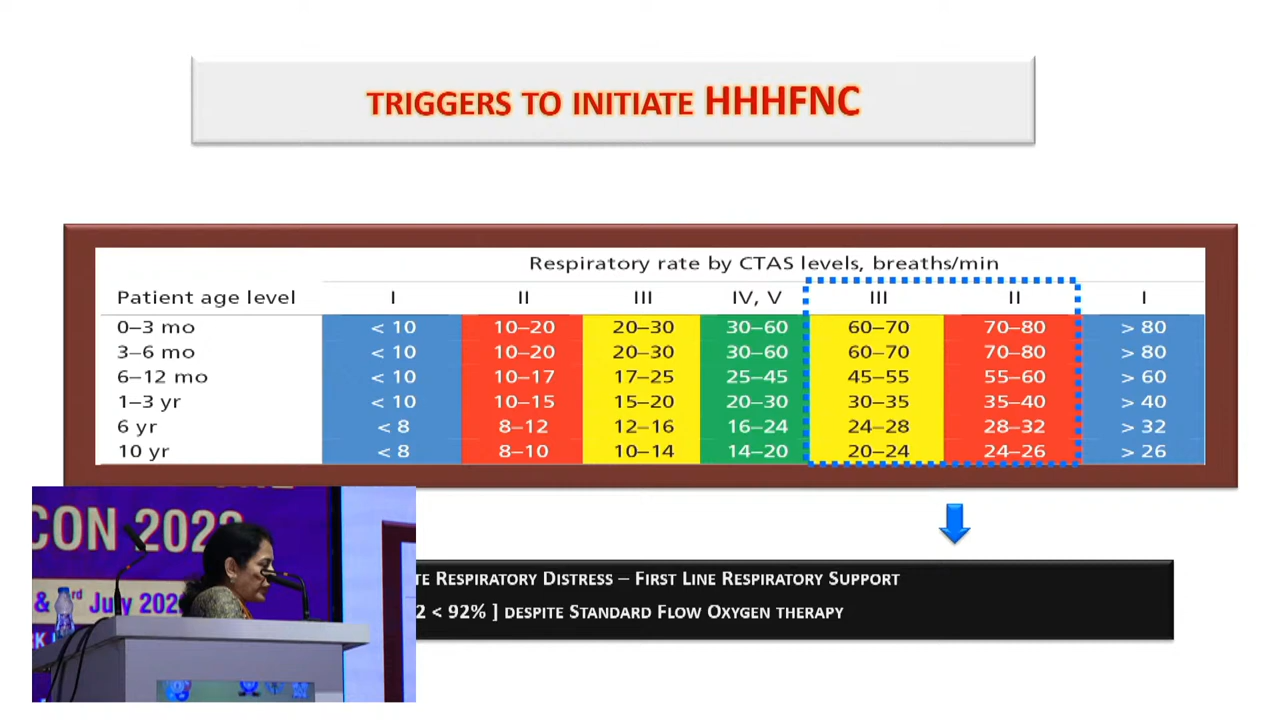 TRIGGERS TO INITIATE HHHFNC
Respiratory rate by CTAS levels, breaths/min
Patient age level I II III IV, V III II I
0–3 mo < 10 10–20 20–30 30–60 60–70 70–80 > 80
3–6 mo < 10 10–20 20–30 30–60 60–70 70–80 > 80
6–12 mo < 10 10–17 17–25 25–45 45–55 55–60 > 60
1–3 yr < 10 10–15 15–20 20–30 30–35 35–40 > 40
6 yr < 8 8–12 12–16 16–24 24–28 28–32 > 32
10 yr < 8 8–10 10–14 14–20 20–24 24–26 > 26
CON
& rd July
RESPIRATORY DISTRESS – FIRST LINE RESPIRATORY SUPPORT
2 < 92% ] DESPITE STANDARD FLOW OXYGEN THERAPY